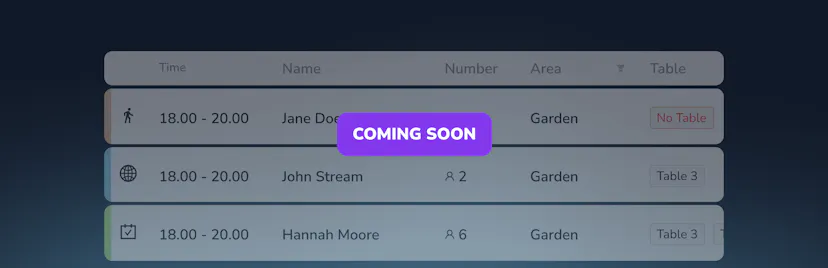 Time Name Number Area Table
18.00 - 20.00 Jane Doe Garden No Table
COMING SOON
18.00 - 20.00 John Stream 2 Garden Table 3
18.00 - 20.00 Hannah Moore 6 Garden Table 3